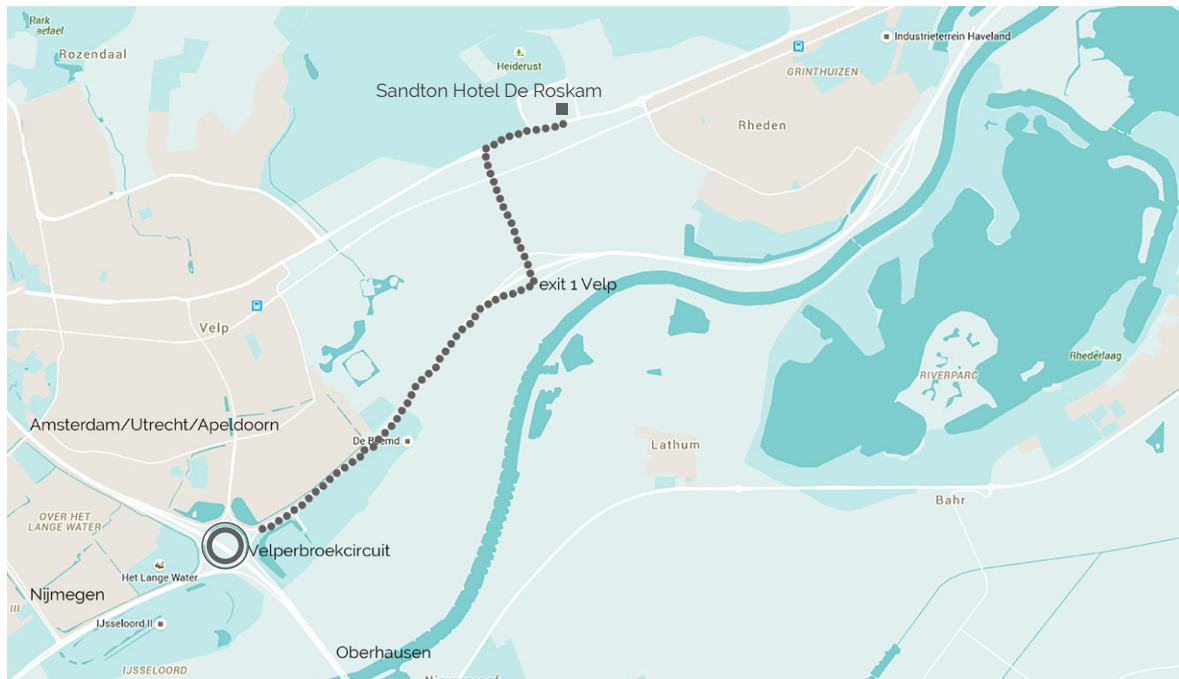 Park
Rozendaal
Heiderust
Industrieterrein Haveland
GRINTHUIZEN
Sandton Hotel De Roskam
Rheden
exit 1 Velp
Velp
Rhederlaag
RIVERPARC
Amsterdam/Utrecht/Apeldoorn
De Beemd
Lathum
Bahr
OVER HET
LANGE WATER
Velperbroekcircuit
Het Lange Water
Nijmegen
III
IJsseloord II
Oberhausen
IJSSELOORD